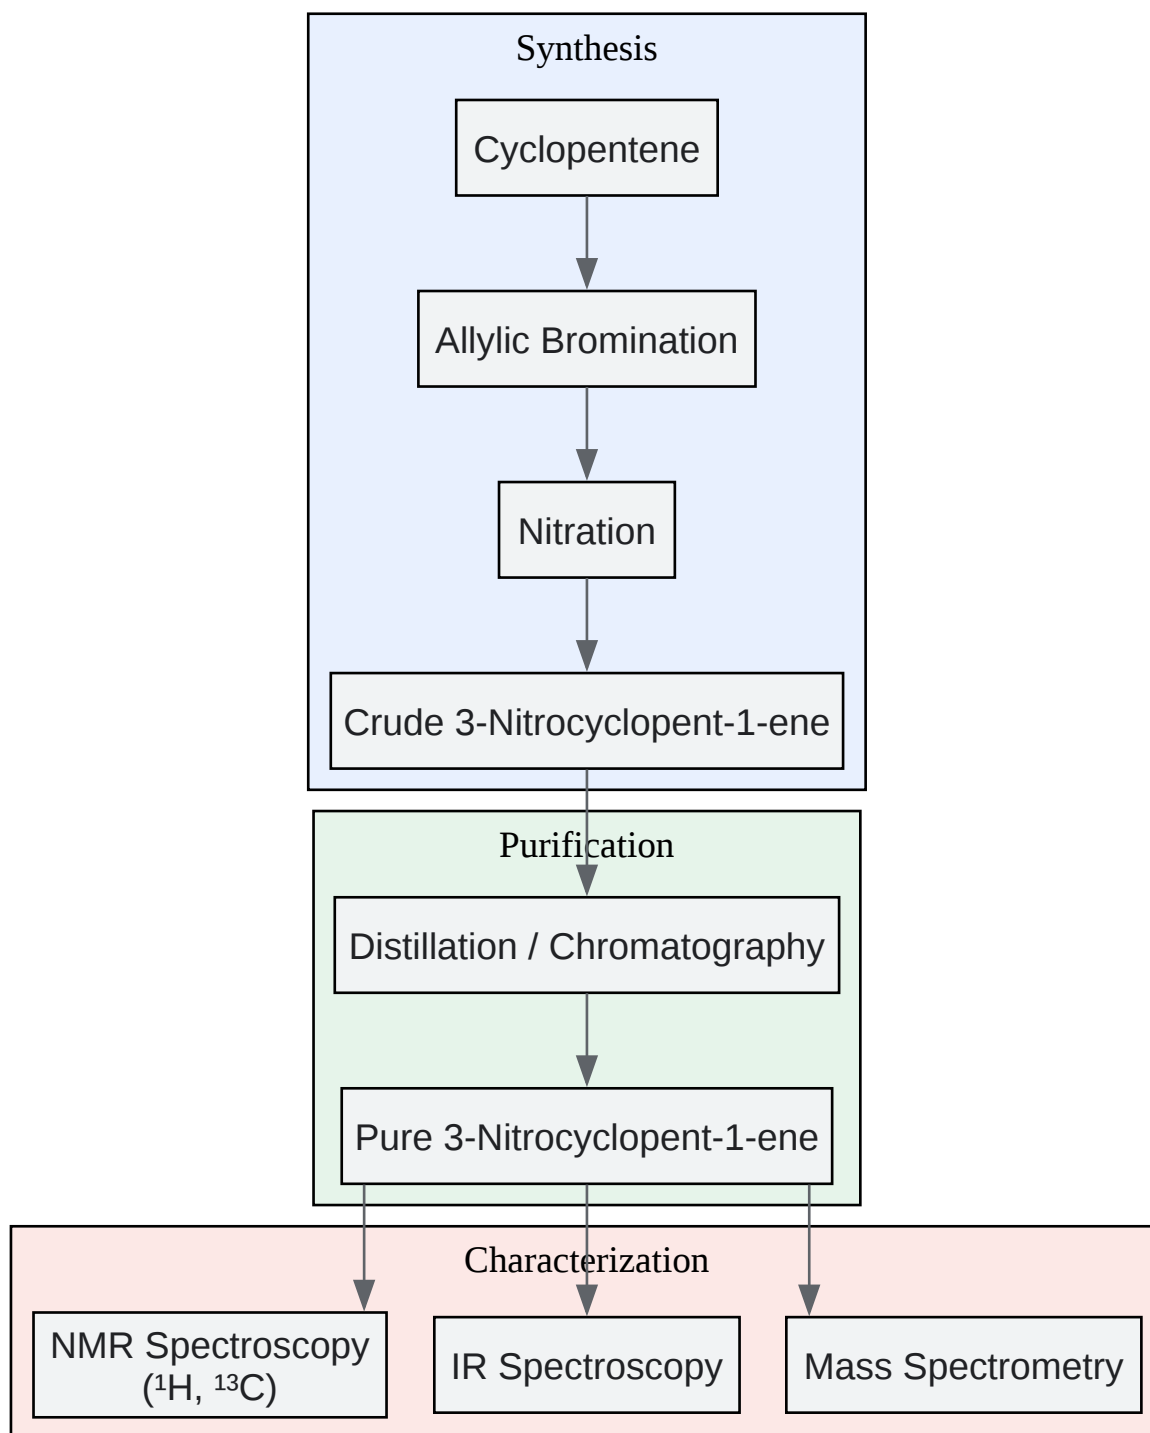 Synthesis
Cyclopentene
Allylic Bromination
Nitration
Crude 3-Nitrocyclopent-1-ene
Purification
Distillation / Chromatography
Pure 3-Nitrocyclopent-1-ene
Characterization
NMR Spectroscopy
(¹H, ¹³C)
IR Spectroscopy
Mass Spectrometry